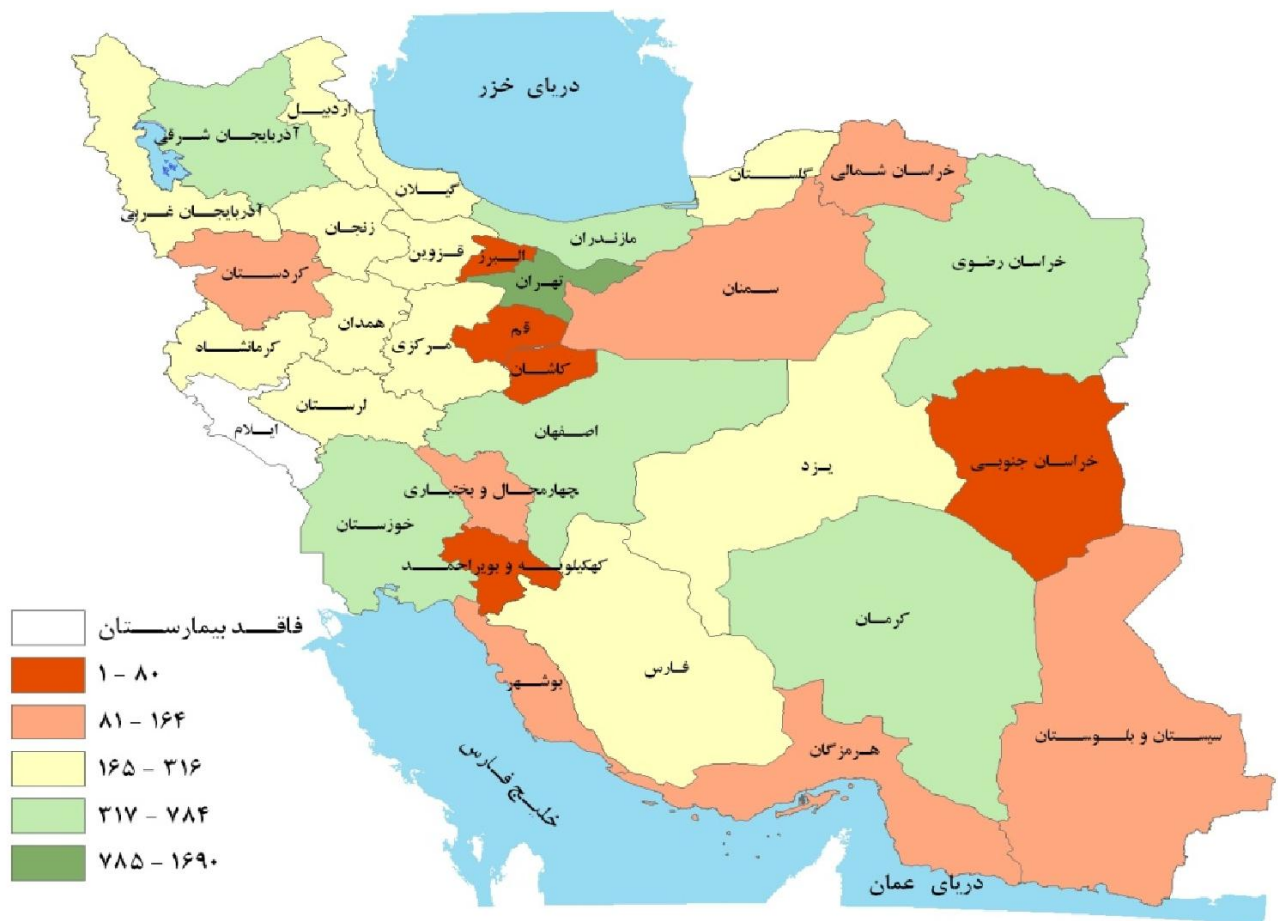 دریای خزر
اردبیل
آذربایجان شرقی
گیلان
گلستان
خراسان شمالی
آذربایجان غربی
زنجان
قزوین
البرز
مازندران
خراسان رضوی
کردستان
تهران
سمنان
همدان
مرکزی
قم
کرمانشاه
کاشان
لرستان
ایلام
اصفهان
یزد
خراسان جنوبی
چهارمحال و بختیاری
خوزستان
کهکیلویه و بویراحمد
کرمان
فارس
بوشهر
هرمزگان
سیستان و بلوچستان
خلیج فارس
دریای عمان
فاقد بیمارستان
۱ - ۸۰
۸۱ - ۱۶۴
۱۶۵ - ۳۱۶
۳۱۷ - ۷۸۴
۷۸۵ - ۱۶۹۰